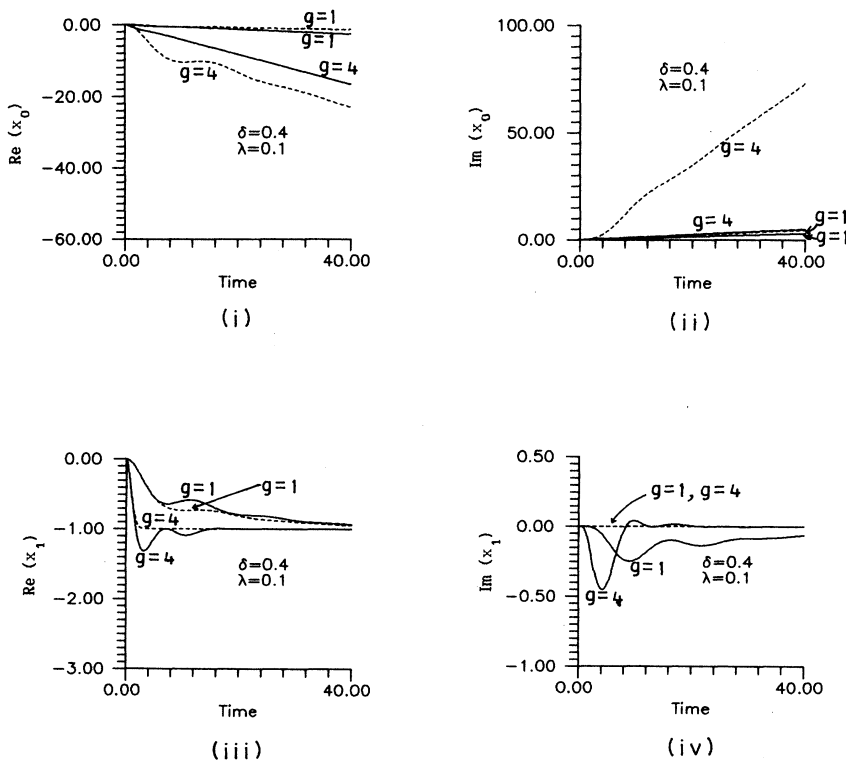 0.00
-20.00
-40.00
-60.00
Re (x0)
g=1
g=1
g=4
g=4
δ=0.4
λ=0.1
0.00
40.00
Time
(i)
100.00
50.00
0.00
Im (x0)
δ=0.4
λ=0.1
g=4
g=4
g=1
g=1
0.00
40.00
Time
(ii)
0.00
-1.00
-2.00
-3.00
Re (x1)
g=1
g=1
g=4
g=4
δ=0.4
λ=0.1
0.00
40.00
Time
(iii)
0.50
0.00
-0.50
-1.00
Im (x1)
g=1, g=4
g=1
g=4
δ=0.4
λ=0.1
0.00
40.00
Time
(iv)